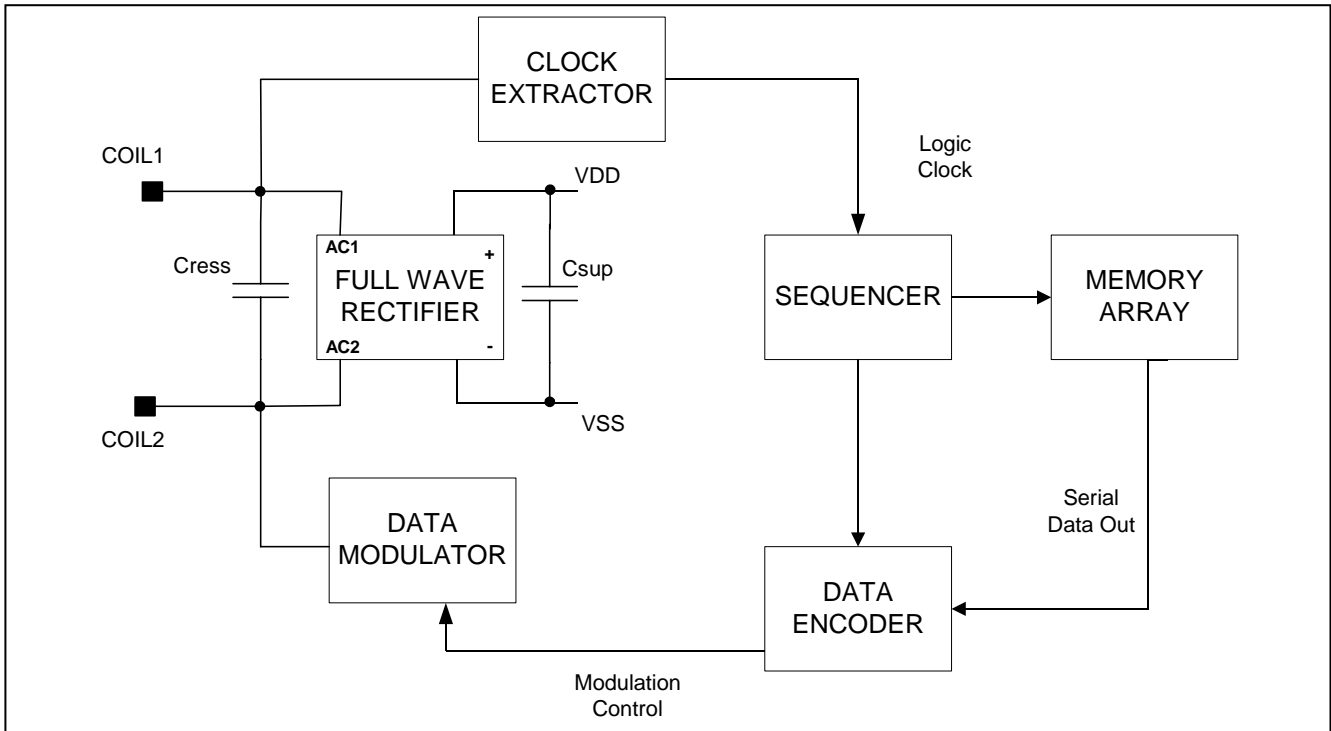 CLOCK
EXTRACTOR
Logic
Clock
COIL1
VDD
Cress
AC1
+
FULL WAVE
RECTIFIER
AC2
-
Csup
SEQUENCER
MEMORY
ARRAY
COIL2
VSS
DATA
MODULATOR
Serial
Data Out
DATA
ENCODER
Modulation
Control